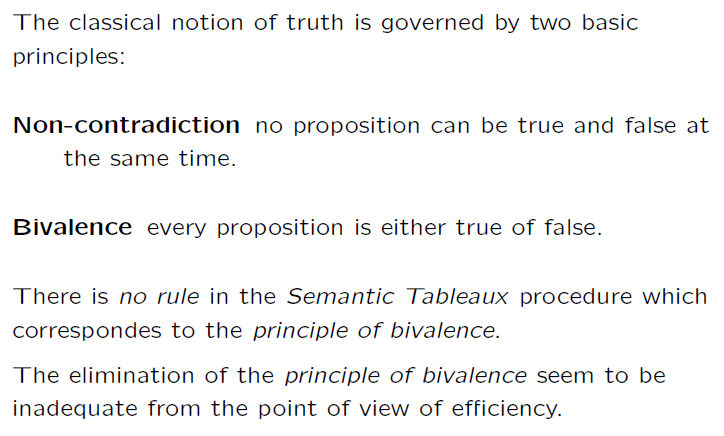 The classical notion of truth is governed by two basic
principles:
Non-contradiction no proposition can be true and false at
the same time.
Bivalence every proposition is either true of false.
There is no rule in the Semantic Tableaux procedure which
correspondes to the principle of bivalence.
The elimination of the principle of bivalence seem to be
inadequate from the point of view of efficiency.